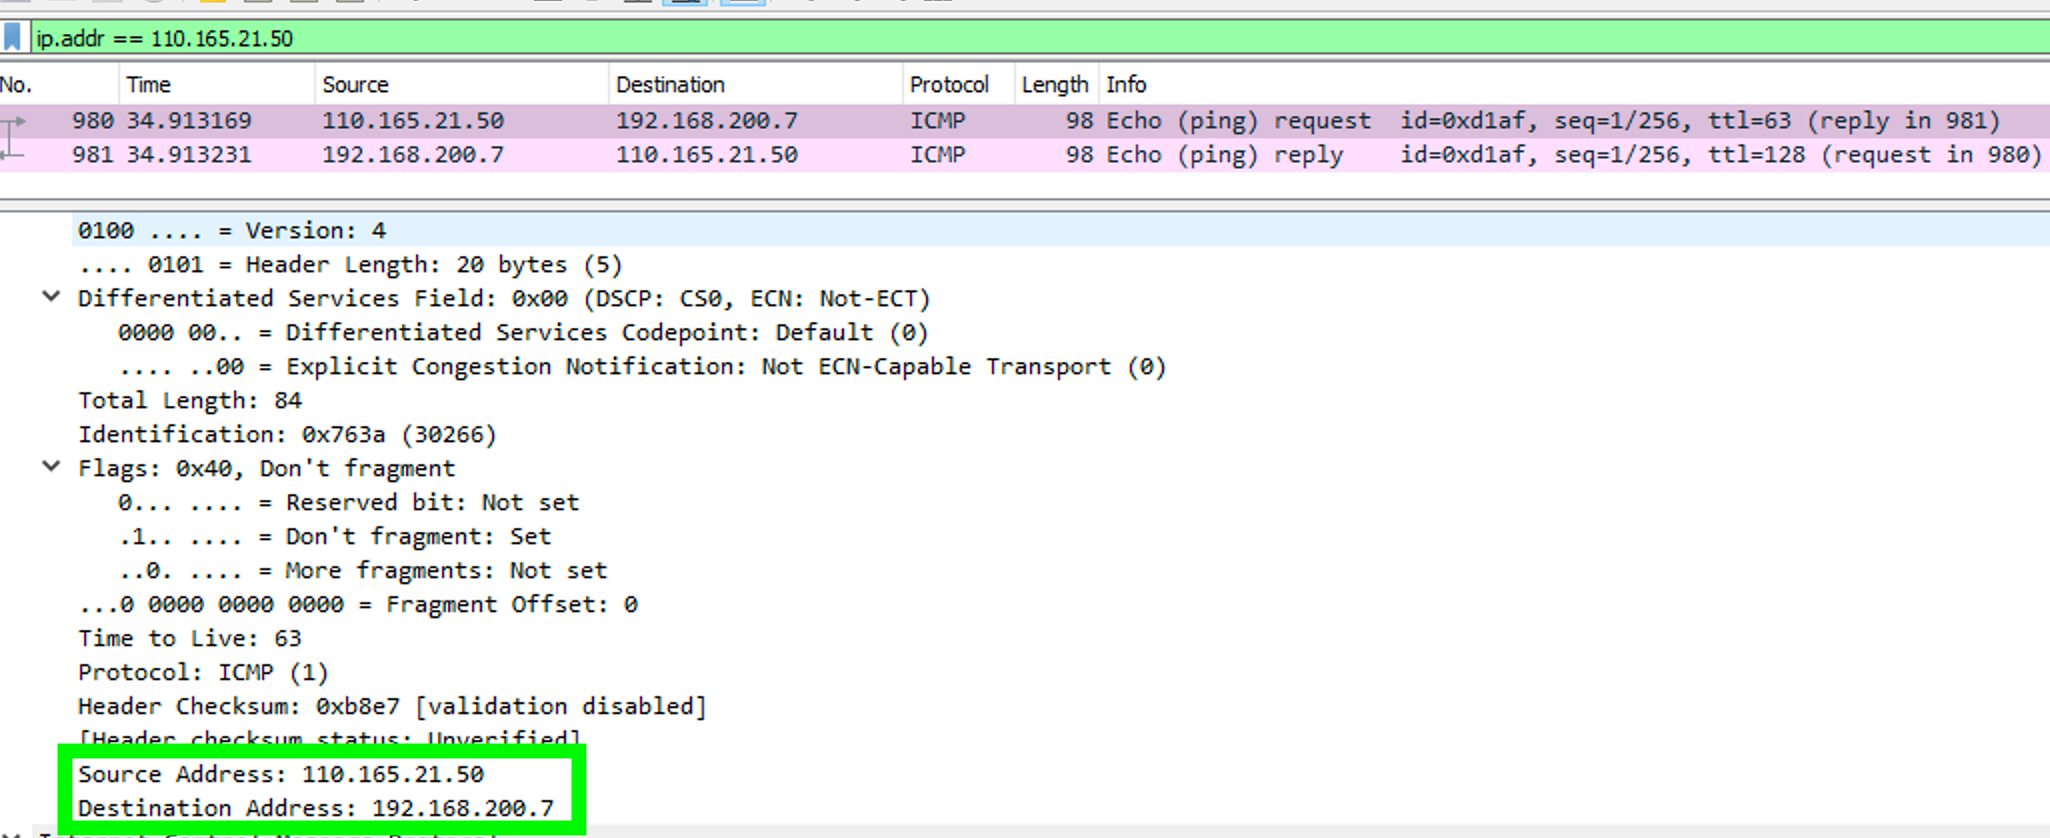 ip.addr == 110.165.21.50
No. Time Source Destination Protocol Length Info
980 34.913169 110.165.21.50 192.168.200.7 ICMP 98 Echo (ping) request id=0xd1af, seq=1/256, ttl=63 (reply in 981)
981 34.913231 192.168.200.7 110.165.21.50 ICMP 98 Echo (ping) reply id=0xd1af, seq=1/256, ttl=128 (request in 980)
0100 .... = Version: 4
.... 0101 = Header Length: 20 bytes (5)
Differentiated Services Field: 0x00 (DSCP: CS0, ECN: Not-ECT)
0000 00.. = Differentiated Services Codepoint: Default (0)
.... ..00 = Explicit Congestion Notification: Not ECN-Capable Transport (0)
Total Length: 84
Identification: 0x763a (30266)
Flags: 0x40, Don't fragment
0... .... = Reserved bit: Not set
.1.. .... = Don't fragment: Set
..0. .... = More fragments: Not set
...0 0000 0000 0000 = Fragment Offset: 0
Time to Live: 63
Protocol: ICMP (1)
Header Checksum: 0xb8e7 [validation disabled]
[Header checksum status: Unverified]
Source Address: 110.165.21.50
Destination Address: 192.168.200.7